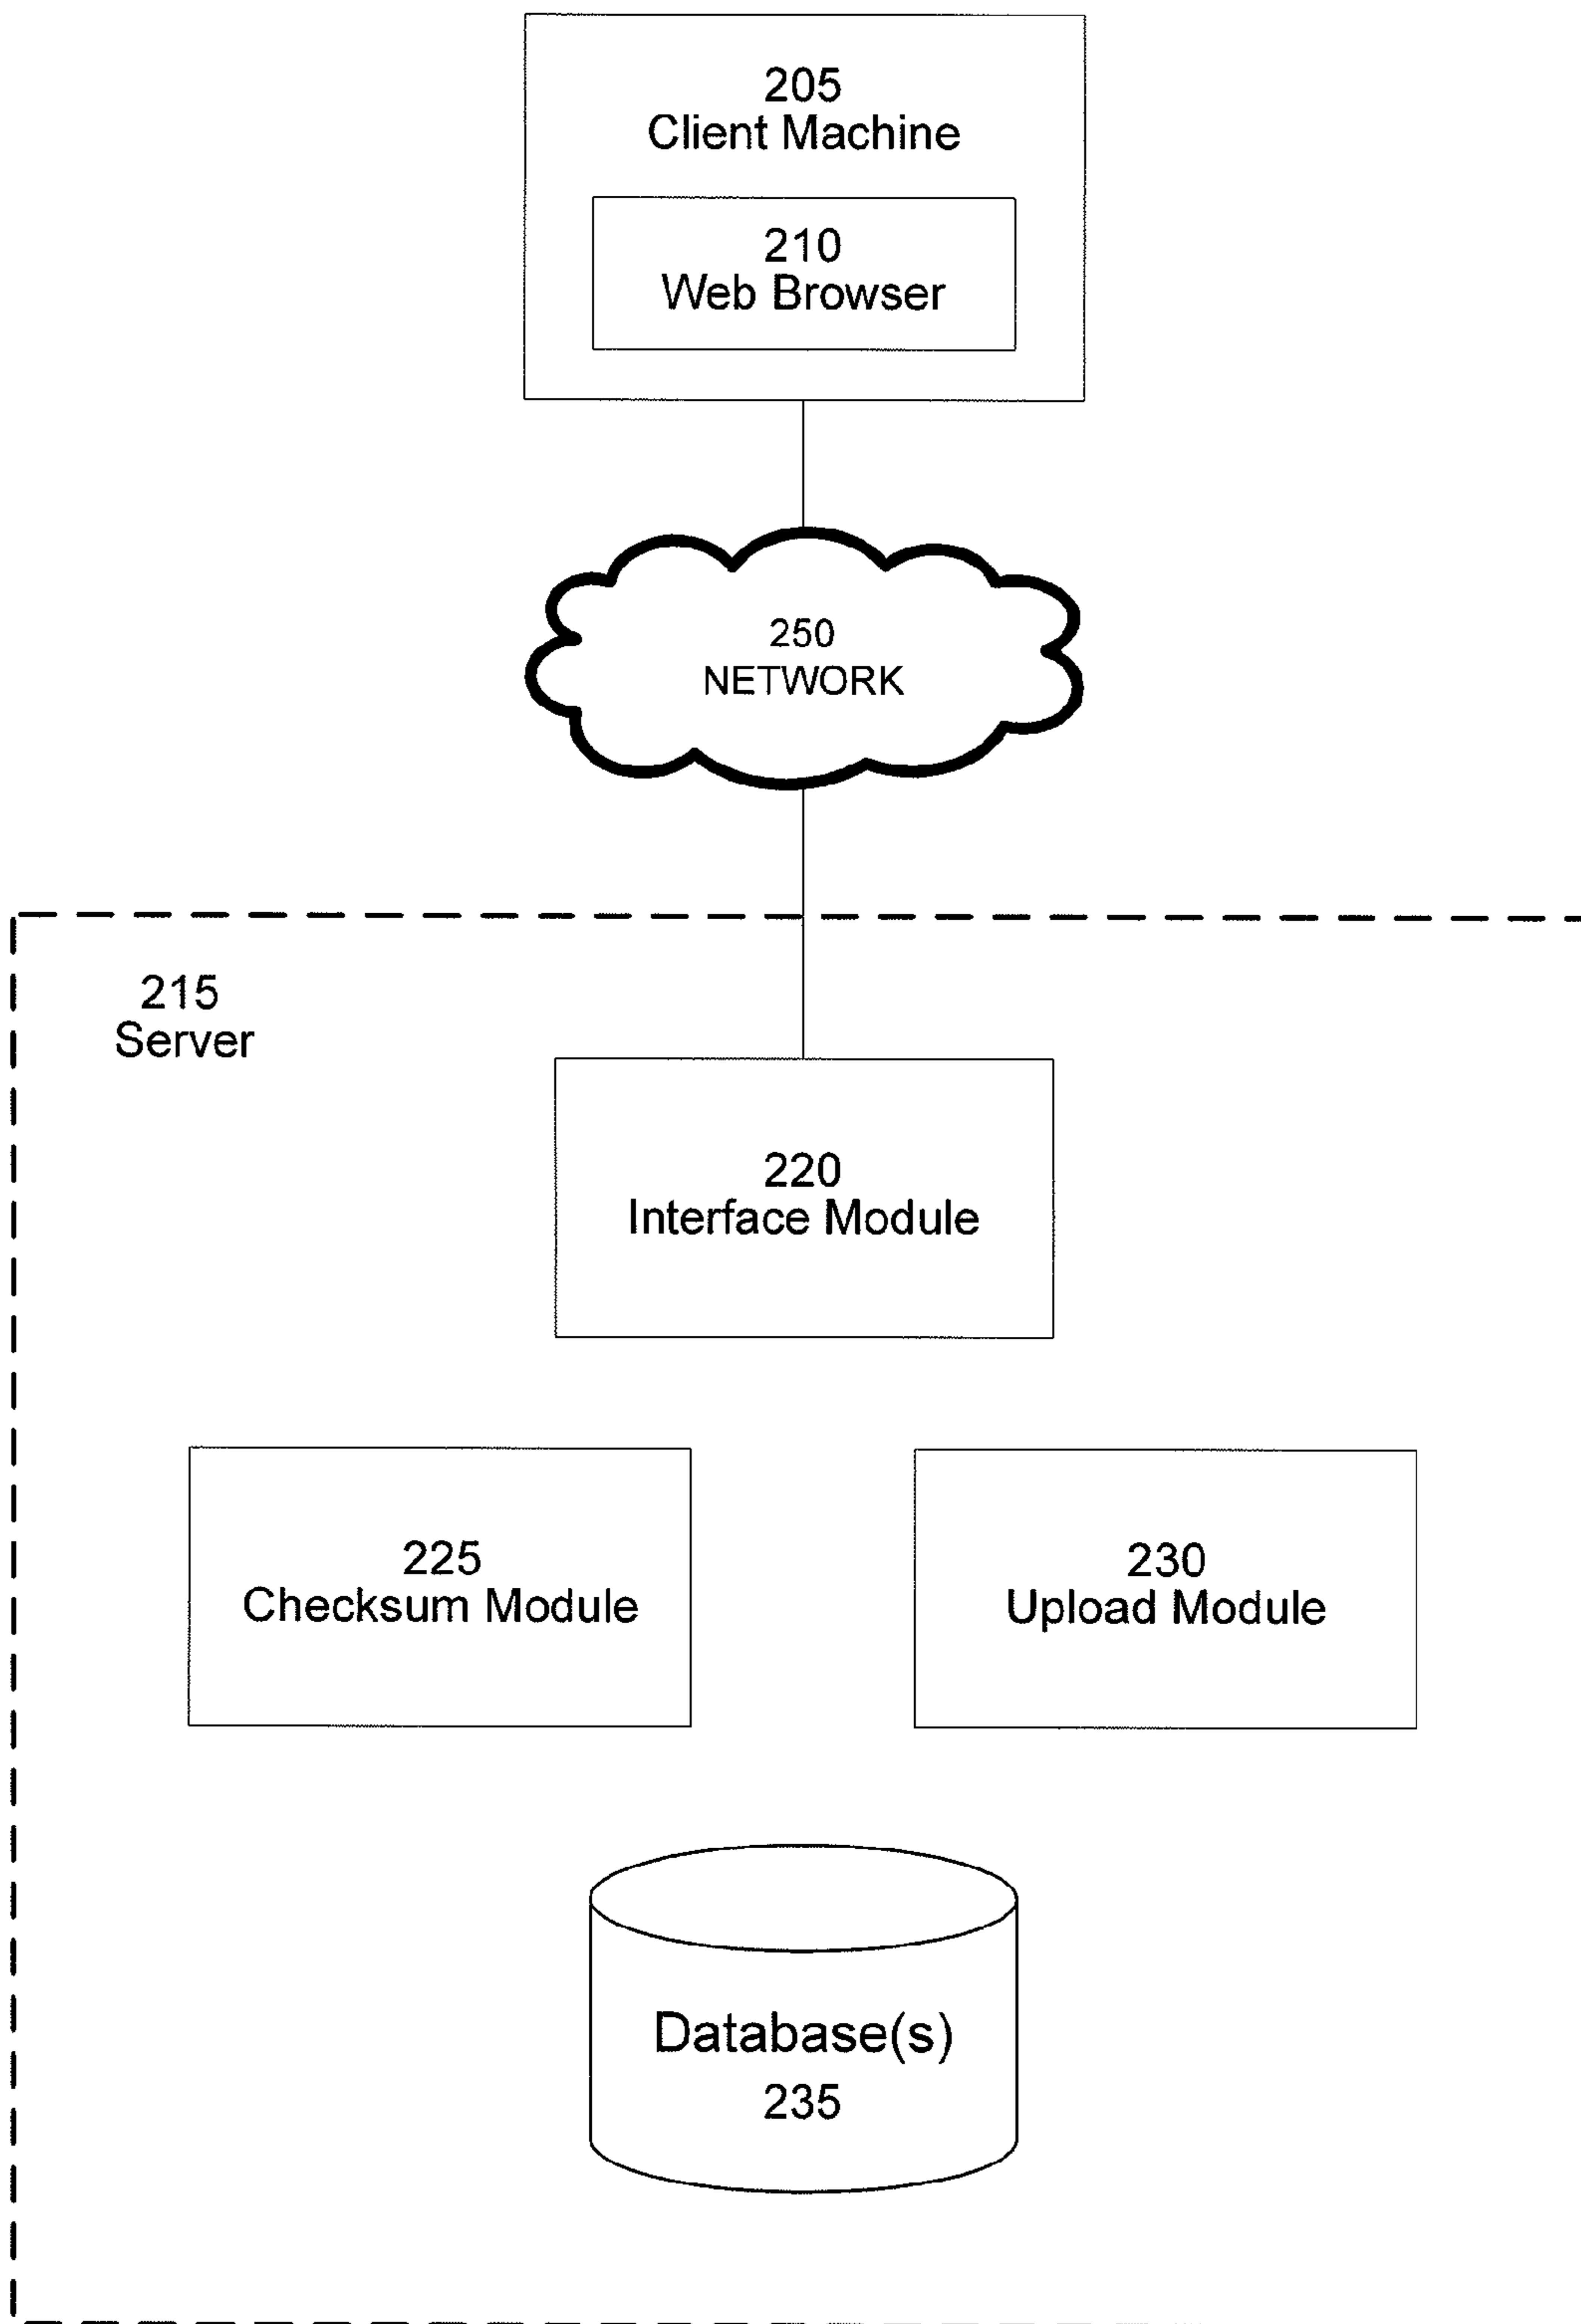 205
Client Machine
210
Web Browser
250
NETWORK
215
Server
220
Interface Module
225
Checksum Module
230
Upload Module
Database(s)
235